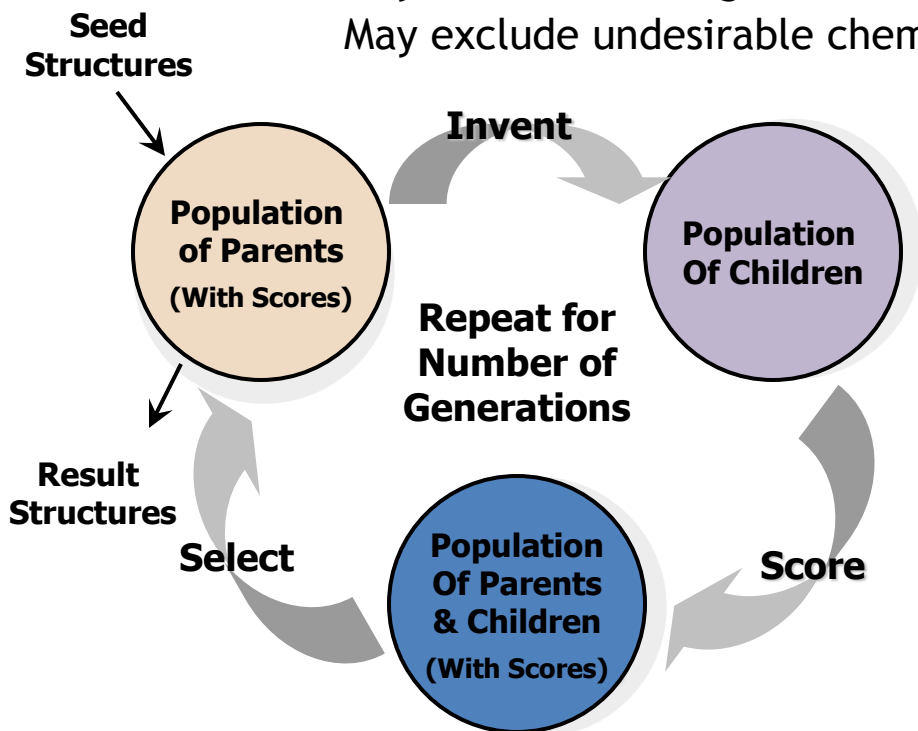 May exclude undesirable chem
Seed
Structures
Invent
Population
of Parents
(With Scores)
Population
Of Children
Repeat for
Number of
Generations
Result
Structures
Select
Population
Of Parents
& Children
(With Scores)
Score